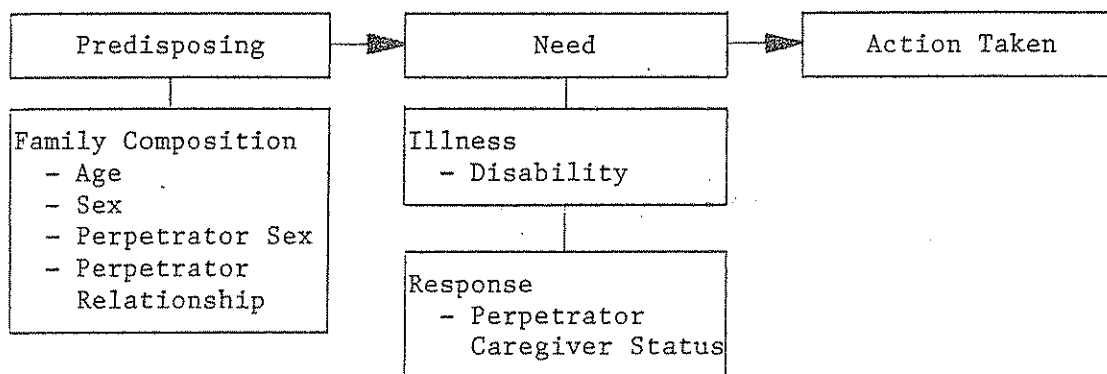 Predisposing
Need
Action Taken
Family Composition
- Age
- Sex
- Perpetrator Sex
- Perpetrator
Relationship
Illness
- Disability
Response
- Perpetrator
Caregiver Status